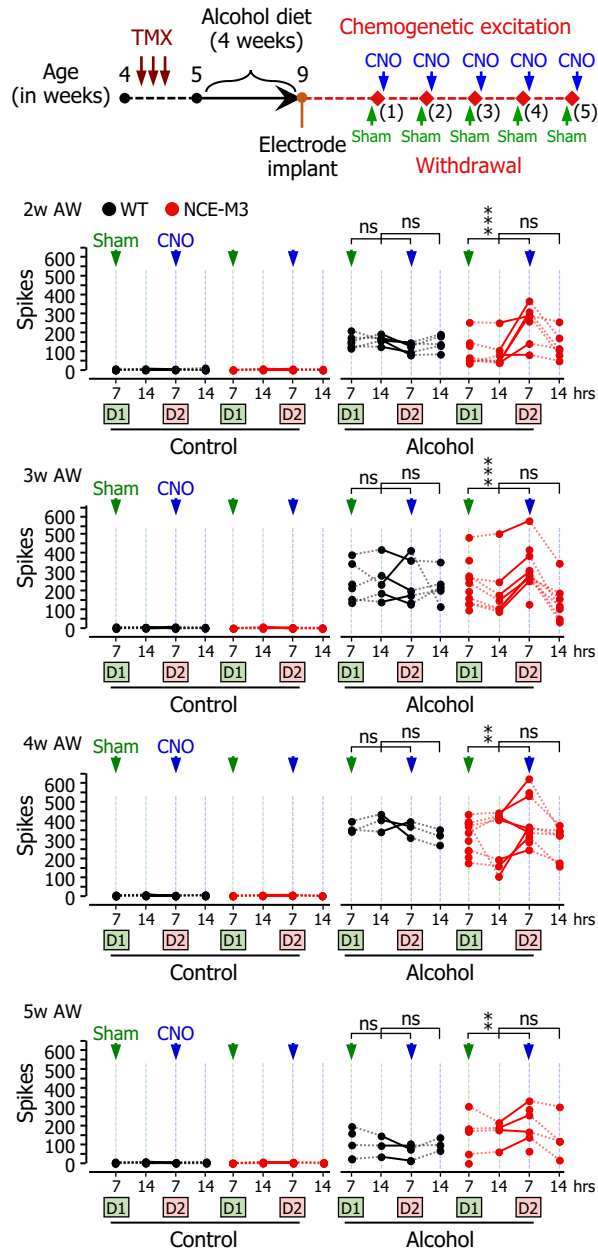 Alcohol diet
(4 weeks)
TMX
Chemogenetic excitation
CNO CNO CNO CNO CNO
Age
(in weeks)
4 5 9
(1) (2) (3) (4) (5)
Sham Sham Sham Sham Sham
Electrode
implant
Withdrawal
2w AW WT NCE-M3
Sham CNO
ns ns *** ns
Spikes
600
500
400
300
200
100
0
7 14 7 14 7 14 7 14 7 14 7 14 7 14 7 14 hrs
D1 D2 D1 D2 D1 D2 D1 D2
Control Alcohol
3w AW
Sham CNO
ns ns *** ns
Spikes
600
500
400
300
200
100
0
7 14 7 14 7 14 7 14 7 14 7 14 7 14 7 14 hrs
D1 D2 D1 D2 D1 D2 D1 D2
Control Alcohol
4w AW
Sham CNO
ns ns ** ns
Spikes
600
500
400
300
200
100
0
7 14 7 14 7 14 7 14 7 14 7 14 7 14 7 14 hrs
D1 D2 D1 D2 D1 D2 D1 D2
Control Alcohol
5w AW
Sham CNO
ns ns ** ns
Spikes
600
500
400
300
200
100
0
7 14 7 14 7 14 7 14 7 14 7 14 7 14 7 14 hrs
D1 D2 D1 D2 D1 D2 D1 D2
Control Alcohol